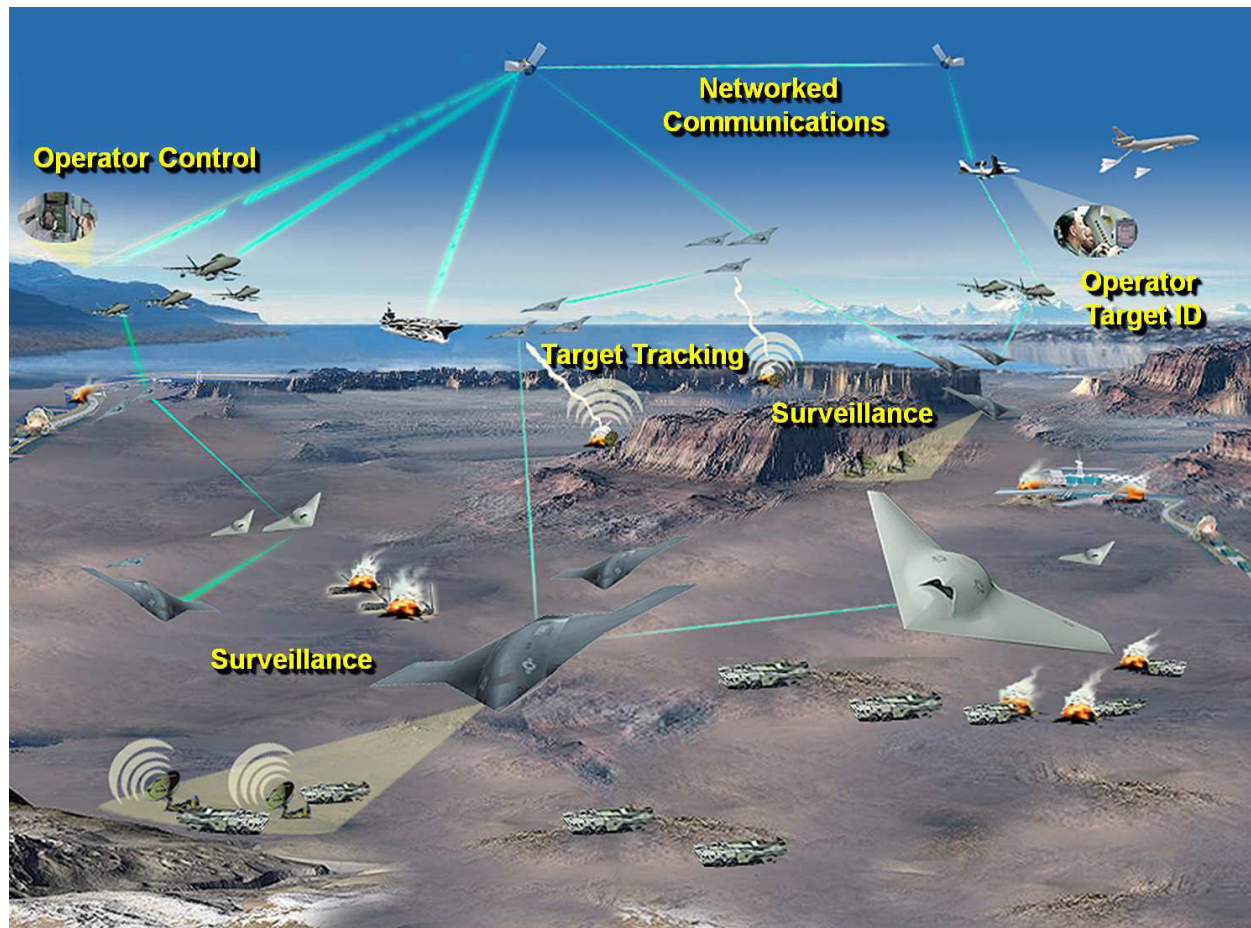 Networked
Communications
Operator Control
Operator
Target ID
Target Tracking
Surveillance
Surveillance